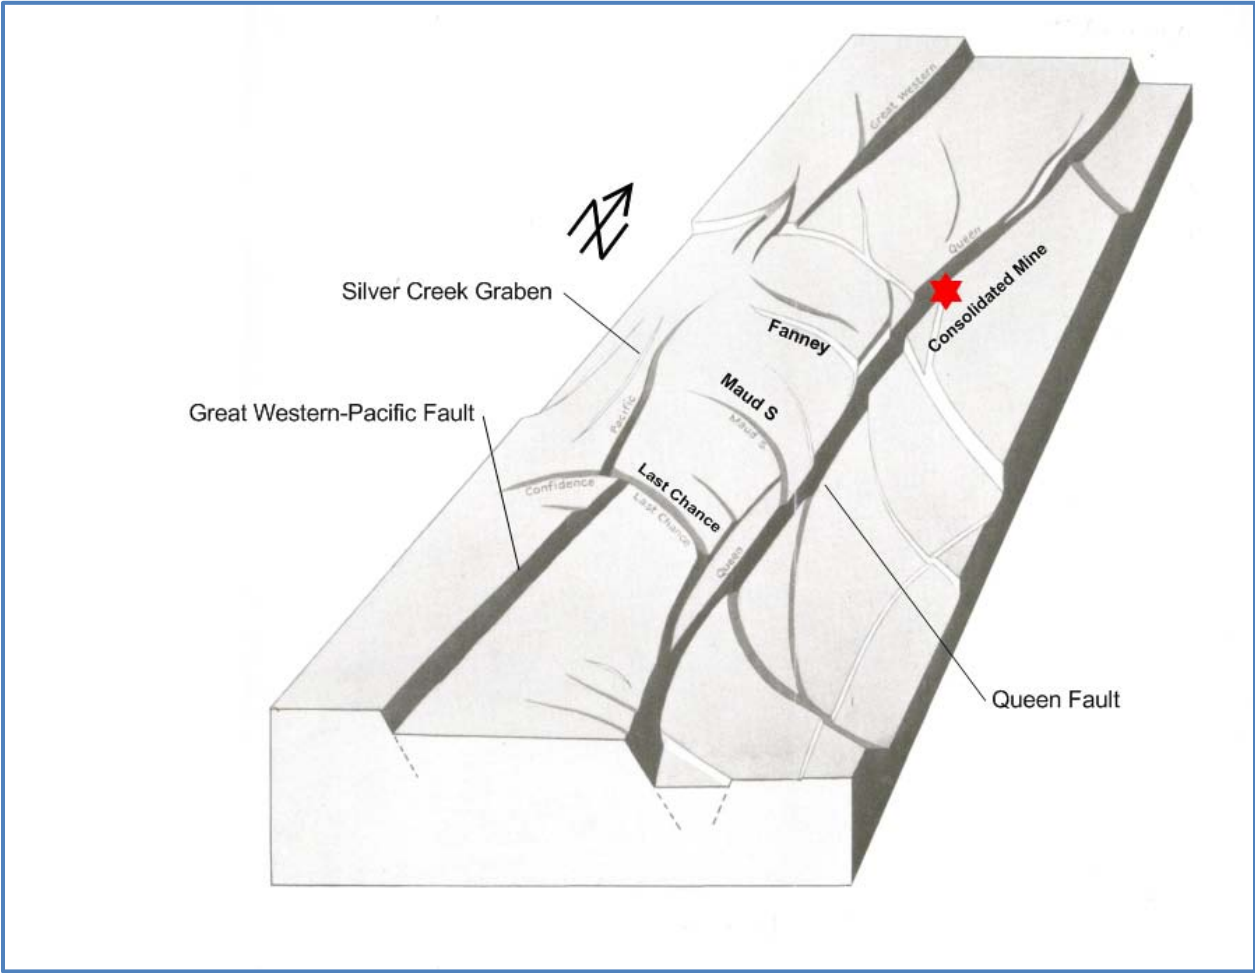 Great Western
N
Queen
Silver Creek Graben
Consolidated Mine
Fanney
Maud S
Maud S
Great Western-Pacific Fault
Pacific
Last Chance
Confidence
Last Chance
Queen
Queen Fault